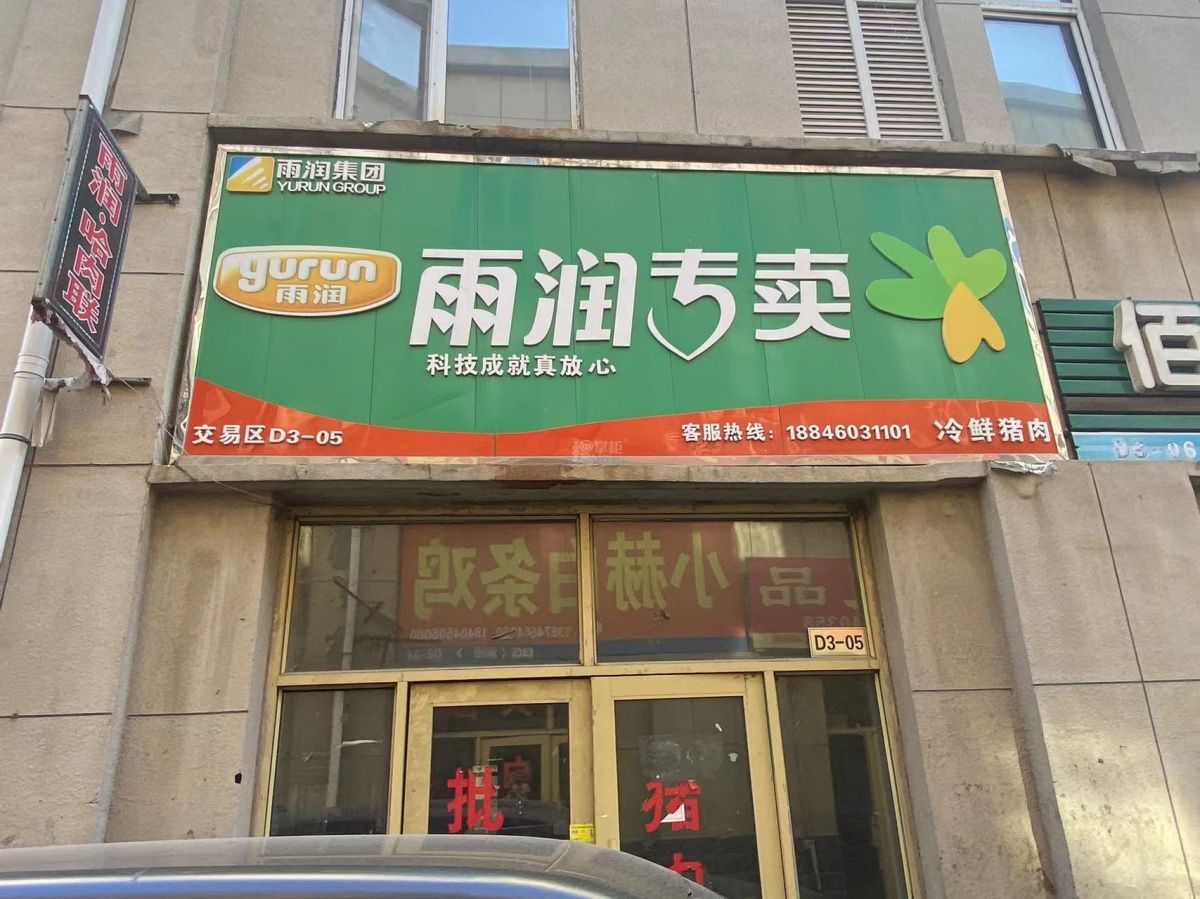 雨润集团
YURUN GROUP
yurun
雨润
雨润专卖
科技成就真放心
交易区D3-05
客服热线：18846031101
冷鲜猪肉
雨润·哈肉联
佰
D3-06
小赫白条鸡
品
D3-05
批
猪
肉